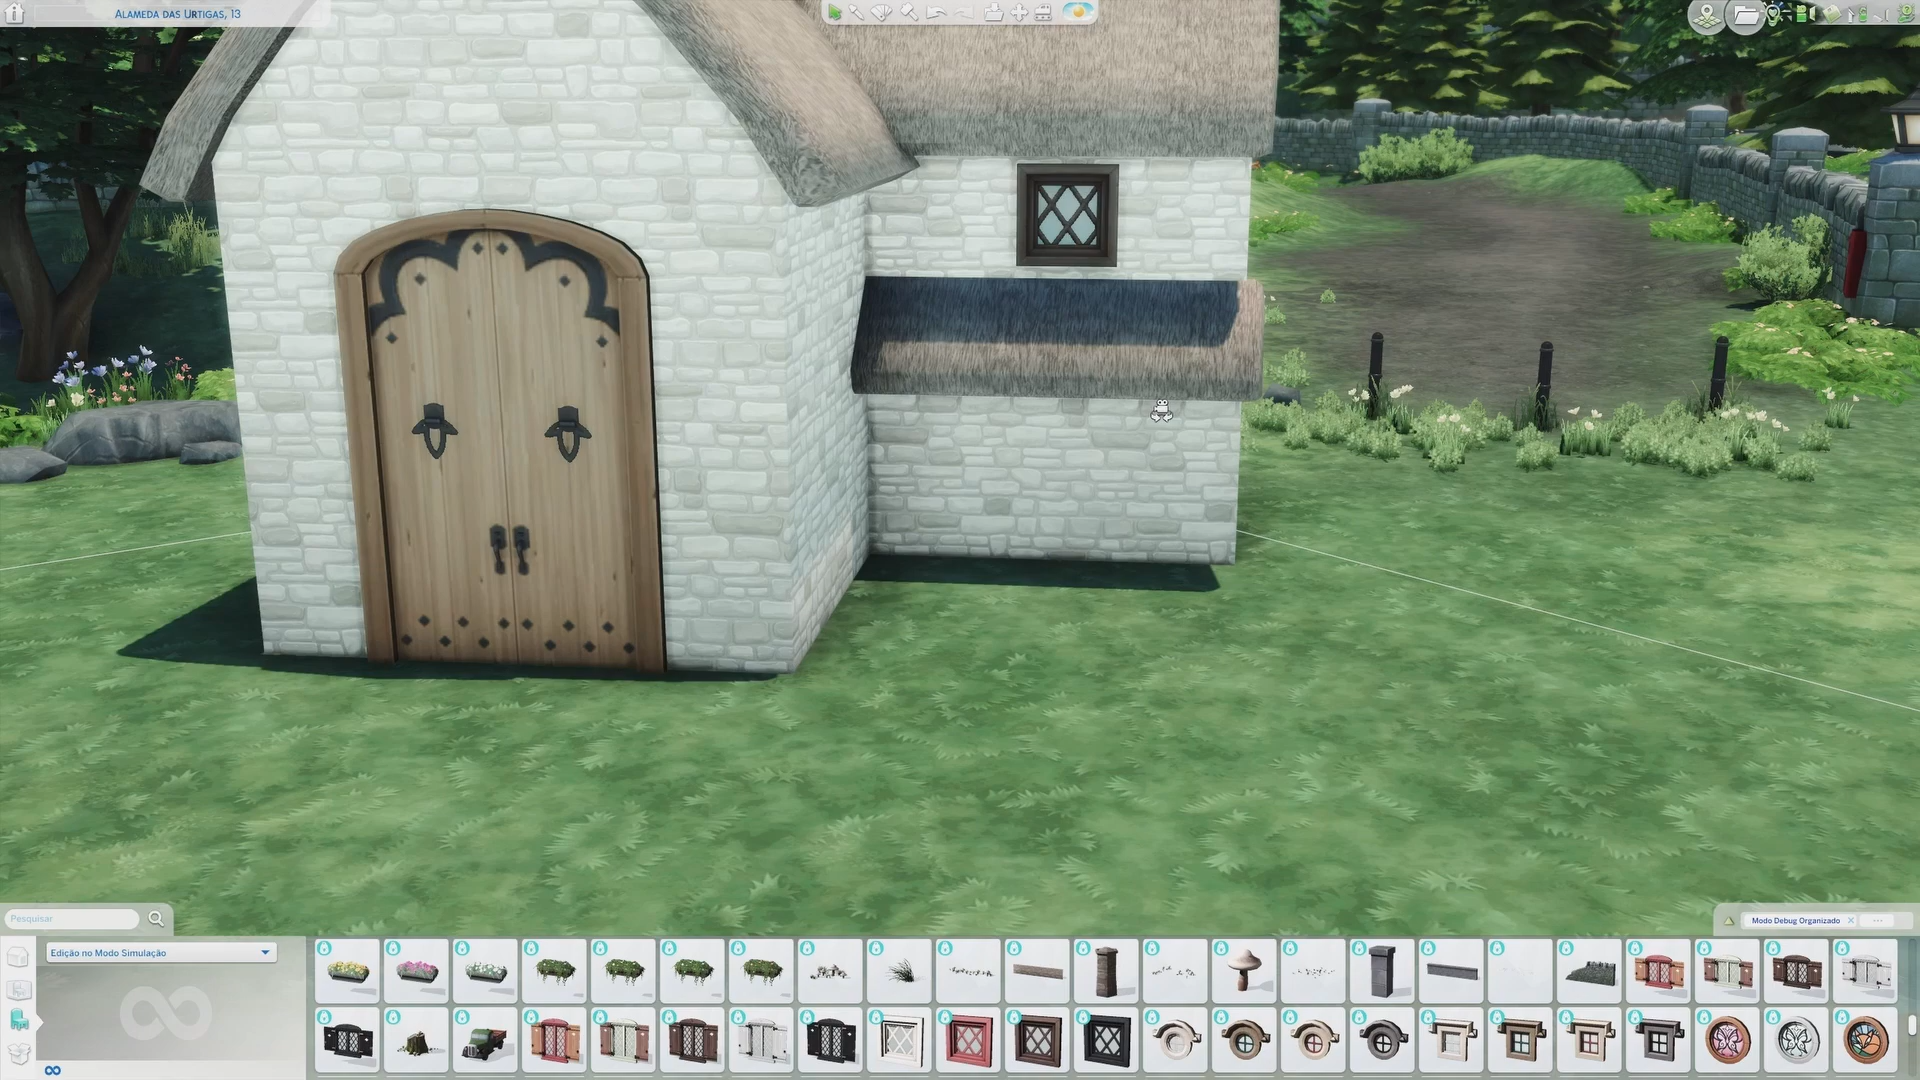 Alameda das Urtigas, 13
Pesquisar
Modo Debug Organizado
Edição no Modo Simulação